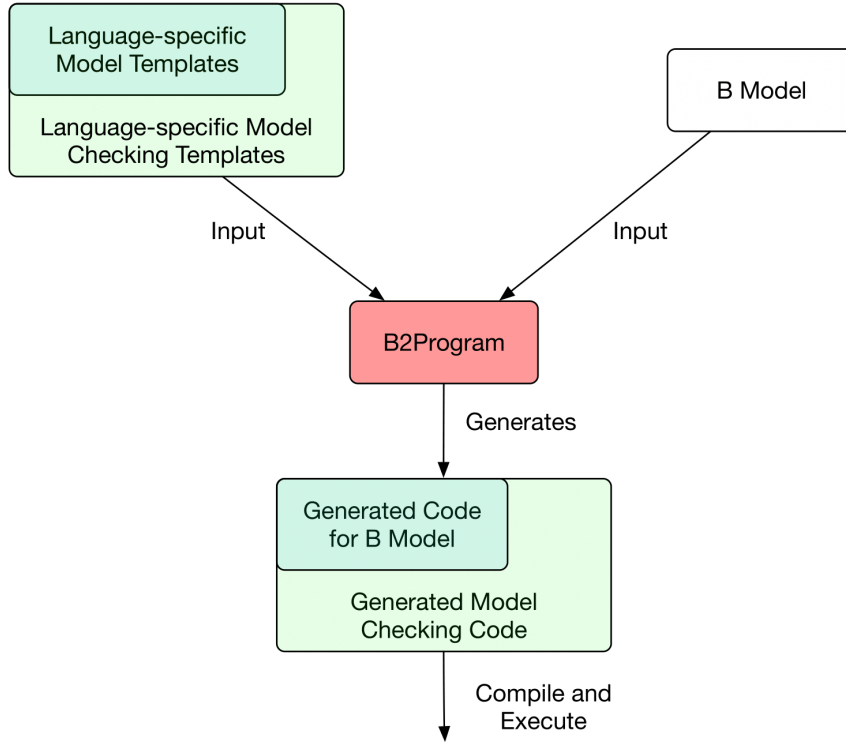 Language-specific
Model Templates
Language-specific Model
Checking Templates
B Model
Input
Input
B2Program
Generates
Generated Code
for B Model
Generated Model
Checking Code
Compile and
Execute